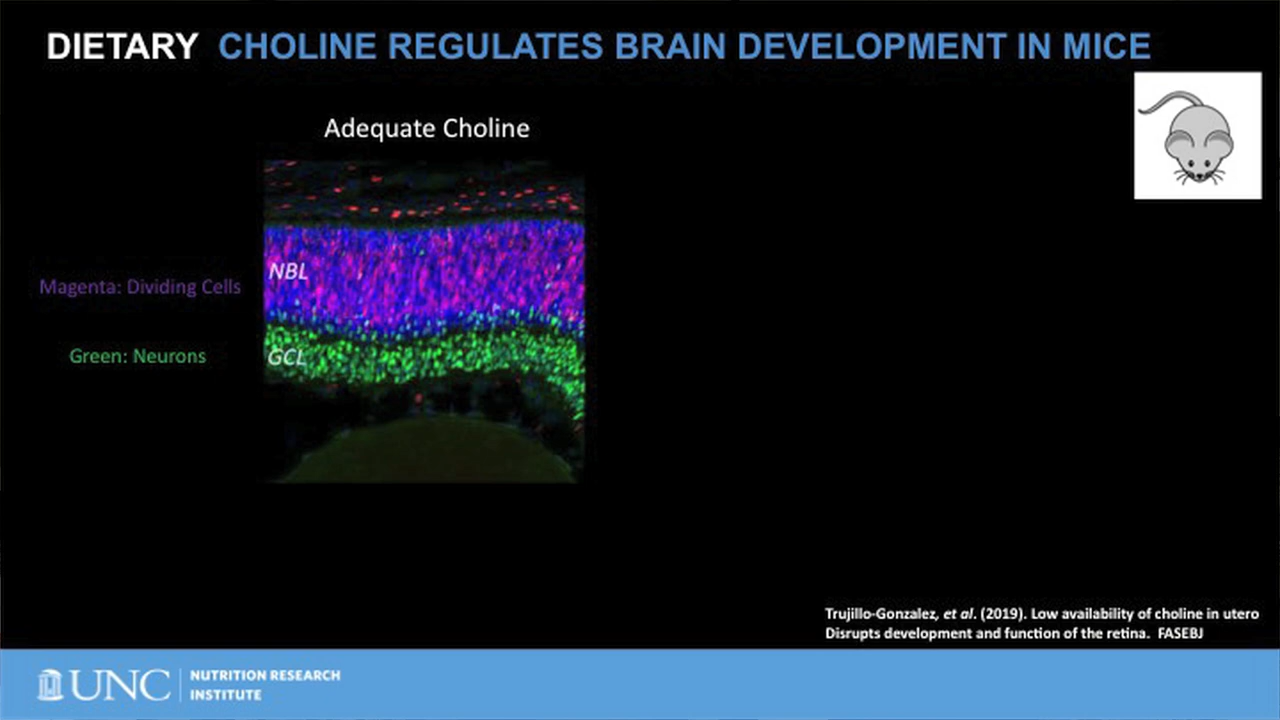 DIETARY CHOLINE REGULATES BRAIN DEVELOPMENT IN MICE
Adequate Choline
NBL
Magenta: Dividing Cells
Green: Neurons
GCL
Trujillo-Gonzalez, et al. (2019). Low availability of choline in utero
Disrupts development and function of the retina. FASEBJ
UNC
NUTRITION RESEARCH
INSTITUTE